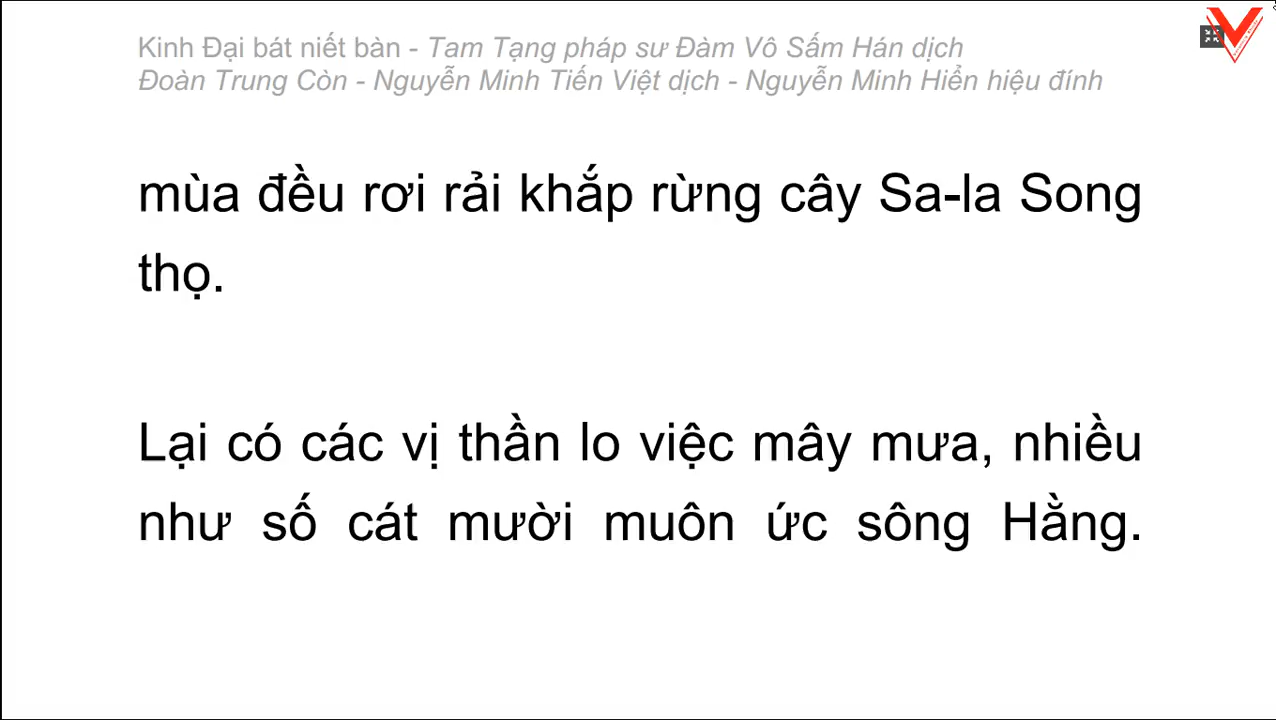 Kinh Đại bát niết bàn - Tam Tạng pháp sư Đàm Vô Sấm Hán dịch
Đoàn Trung Còn - Nguyễn Minh Tiến Việt dịch - Nguyễn Minh Hiển hiệu đính
mùa đều rơi rải khắp rừng cây Sa-la Song
thọ.
Lại có các vị thần lo việc mây mưa, nhiều
như số cát mười muôn ức sông Hằng.